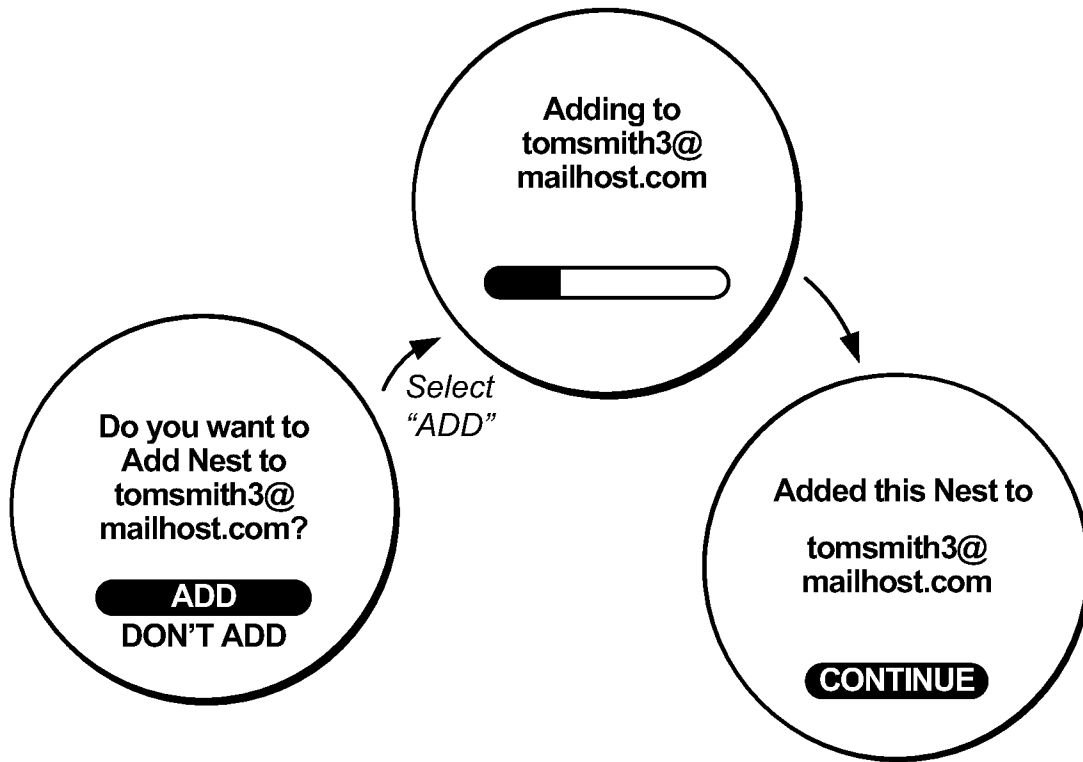 Do you want to
Add Nest to
tomsmith3@
mailhost.com?
ADD
DON'T ADD
Select
“ADD”
Adding to
tomsmith3@
mailhost.com
Added this Nest to
tomsmith3@
mailhost.com
CONTINUE